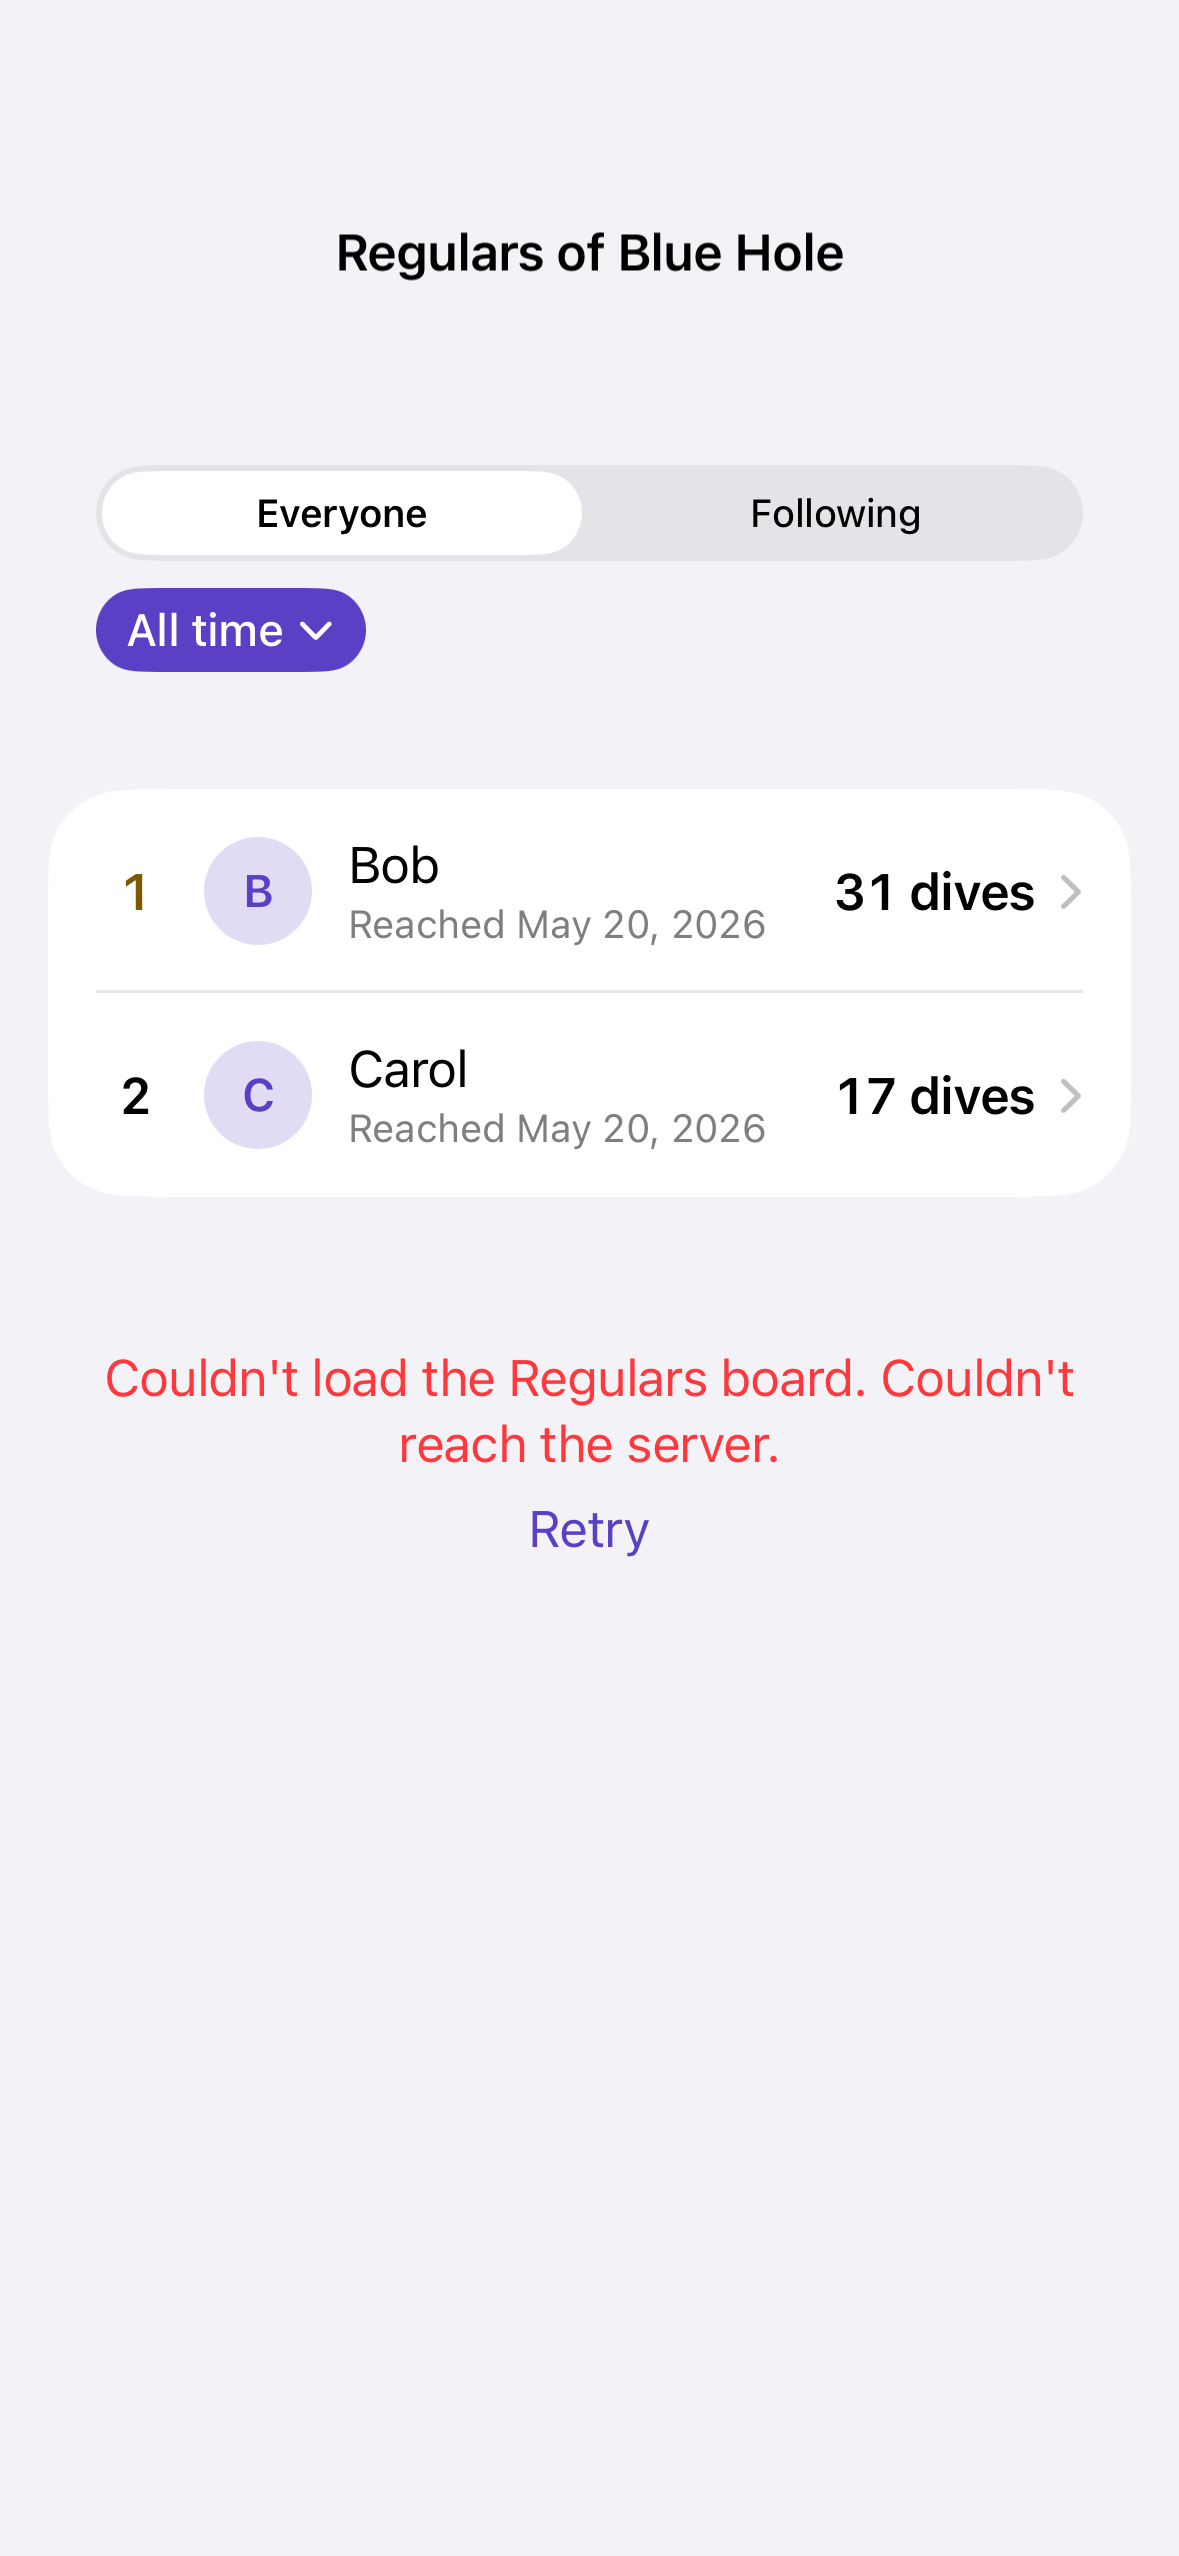 Regulars of Blue Hole
Everyone
Following
All time
1
B
Bob
Reached May 20, 2026
31 dives
2
C
Carol
Reached May 20, 2026
17 dives
Couldn't load the Regulars board. Couldn't
reach the server.
Retry